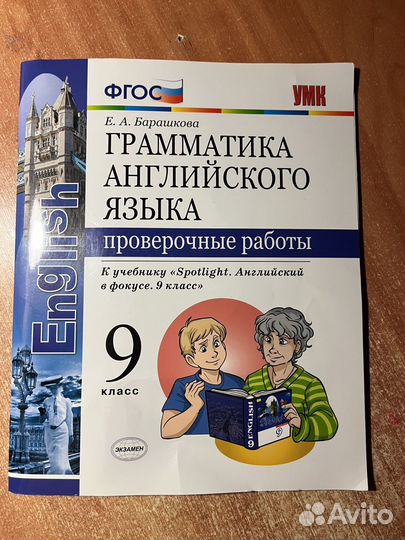 ФГОС
УМК
Е. А. Барашкова
ГРАММАТИКА
АНГЛИЙСКОГО
ЯЗЫКА
проверочные работы
К учебнику «Spotlight. Английский
в фокусе. 9 класс»
English
9
класс
ENGLISH
9
ЭКЗАМЕН
Avito